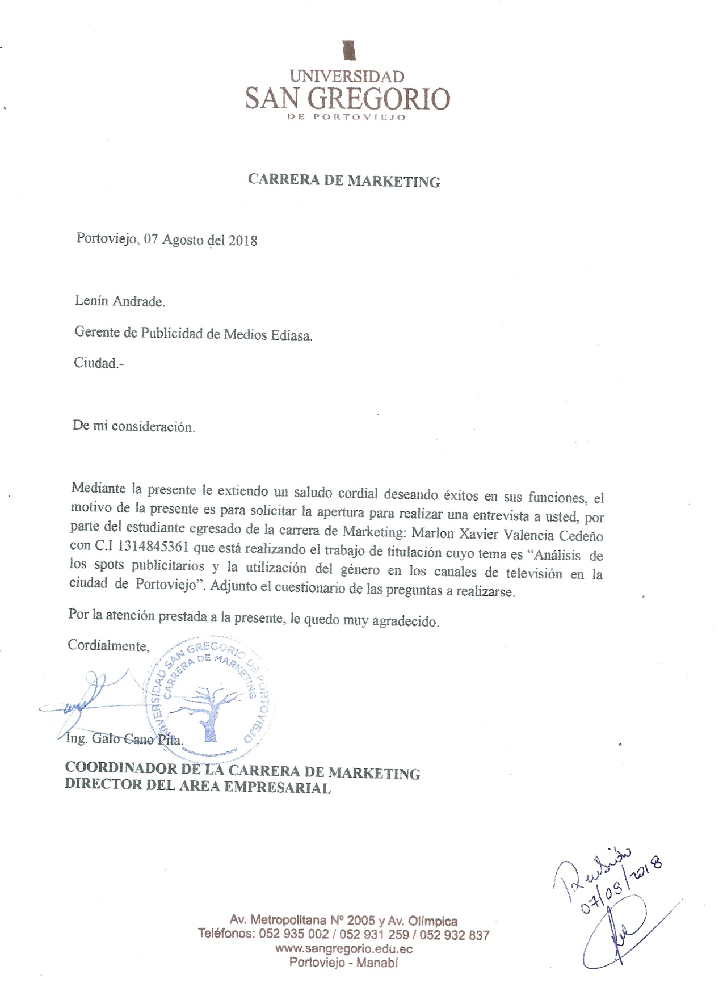 UNIVERSIDAD
SAN GREGORIO
DE PORTOVIEJO
CARRERA DE MARKETING
Portoviejo, 07 Agosto del 2018
Lenín Andrade.
Gerente de Publicidad de Medios Ediasa.
Ciudad.-
De mi consideración.
Mediante la presente le extiendo un saludo cordial deseando éxitos en sus funciones, el
motivo de la presente es para solicitar la apertura para realizar una entrevista a usted, por
parte del estudiante egresado de la carrera de Marketing: Marlon Xavier Valencia Cedeño
con C.I 1314845361 que está realizando el trabajo de titulación cuyo tema es “Análisis de
los spots publicitarios y la utilización del género en los canales de televisión en la
ciudad de Portoviejo”. Adjunto el cuestionario de las preguntas a realizarse.
Por la atención prestada a la presente, le quedo muy agradecido.
Cordialmente,
UNIVERSIDAD SAN GREGORIO DE PORTOVIEJO
CARRERA DE MARKETING
Ing. Galo Cano Pita.
COORDINADOR DE LA CARRERA DE MARKETING
DIRECTOR DEL AREA EMPRESARIAL
Recibido
07/08/2018
Av. Metropolitana Nº 2005 y Av. Olímpica
Teléfonos: 052 935 002 / 052 931 259 / 052 932 837
www.sangregorio.edu.ec
Portoviejo - Manabí